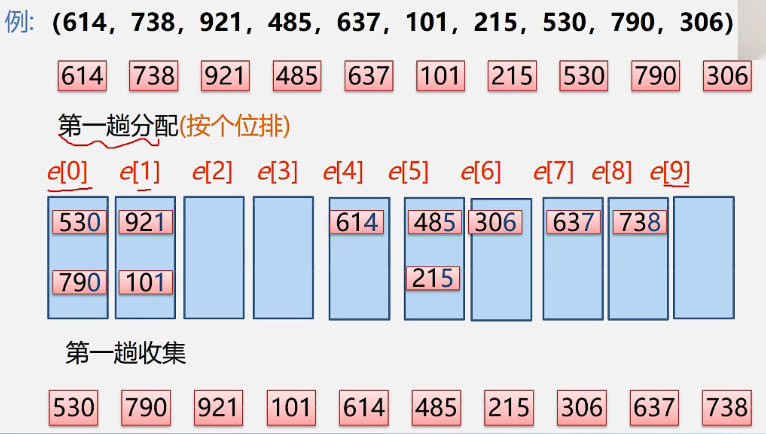 例: (614, 738, 921, 485, 637, 101, 215, 530, 790, 306)
614 738 921 485 637 101 215 530 790 306
第一趟分配(按个位排)
e[0] e[1] e[2] e[3] e[4] e[5] e[6] e[7] e[8] e[9]
530 921 614 485 306 637 738
790 101 215
第一趟收集
530 790 921 101 614 485 215 306 637 738